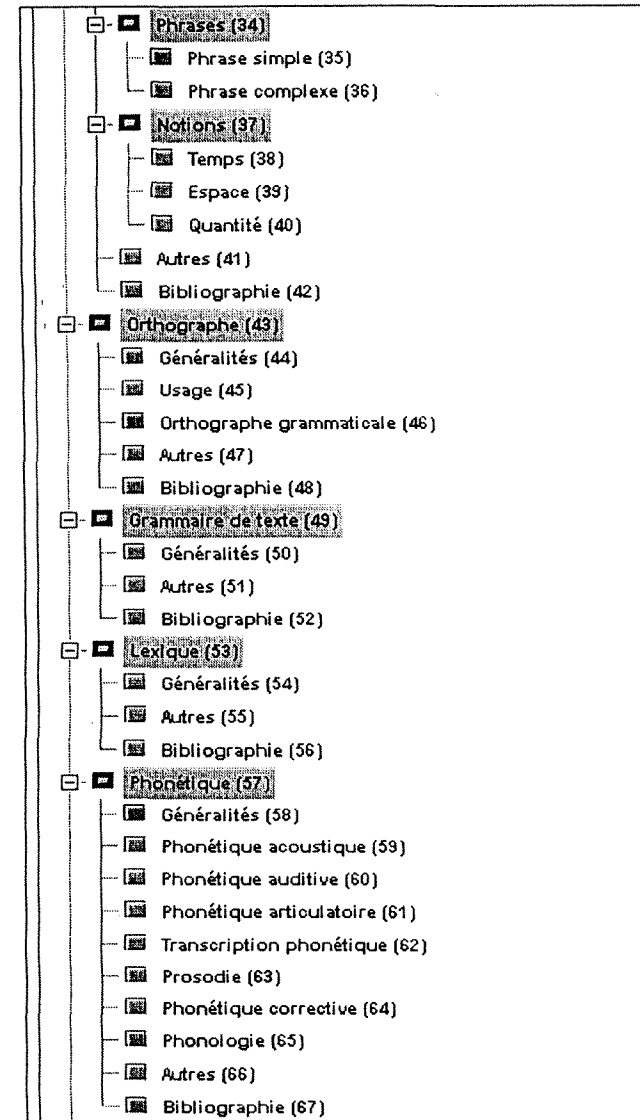 Phrases (34)
Phrase simple (35)
Phrase complexe (36)
Notions (37)
Temps (38)
Espace (39)
Quantité (40)
Autres (41)
Bibliographie (42)
Orthographe (43)
Généralités (44)
Usage (45)
Orthographe grammaticale (46)
Autres (47)
Bibliographie (48)
Grammaire de texte (49)
Généralités (50)
Autres (51)
Bibliographie (52)
Lexique (53)
Généralités (54)
Autres (55)
Bibliographie (56)
Phonétique (57)
Généralités (58)
Phonétique acoustique (59)
Phonétique auditive (60)
Phonétique articulatoire (61)
Transcription phonétique (62)
Prosodie (63)
Phonétique corrective (64)
Phonologie (65)
Autres (66)
Bibliographie (67)